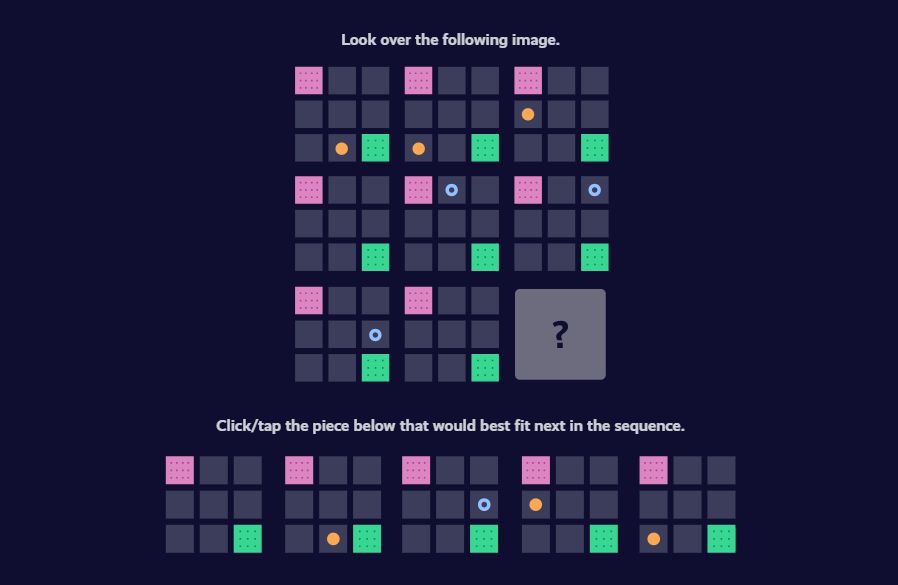 Look over the following image.
?
Click/tap the piece below that would best fit next in the sequence.